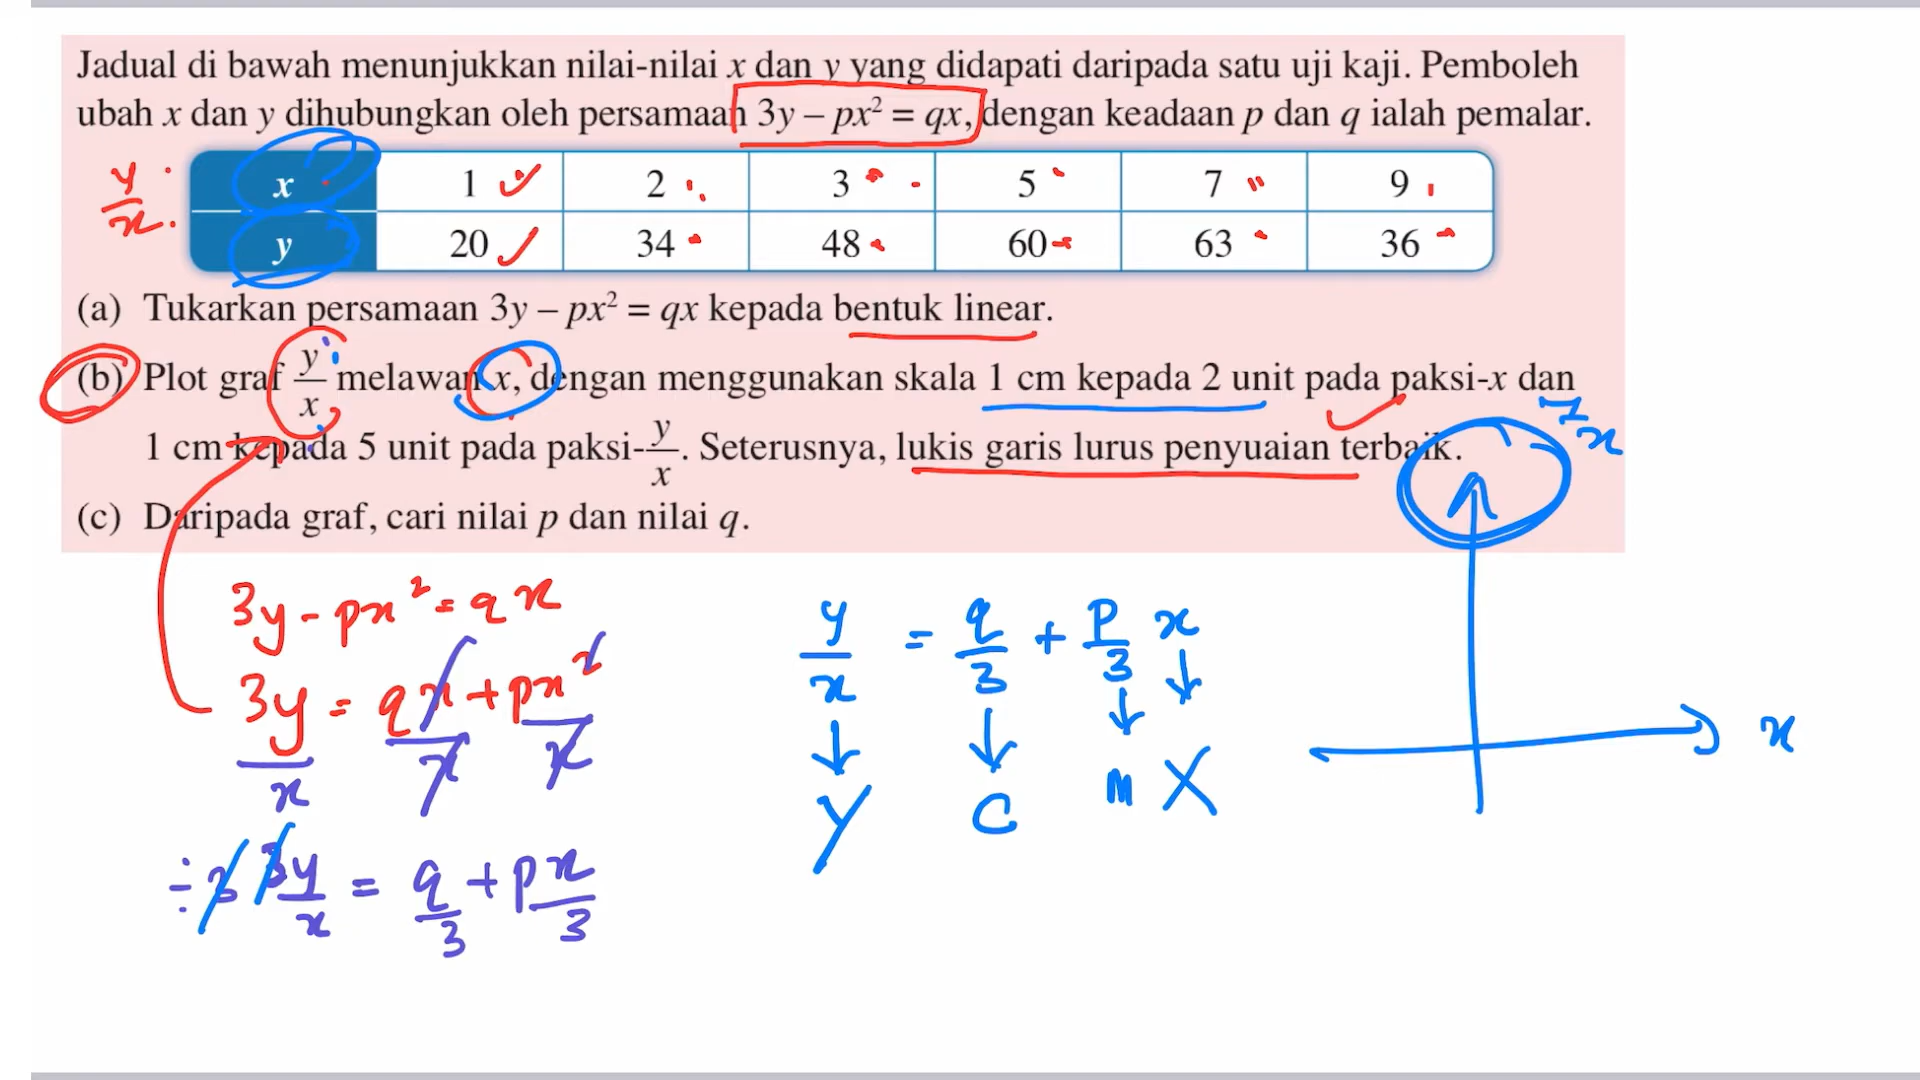 Jadual di bawah menunjukkan nilai-nilai x dan y yang didapati daripada satu uji kaji. Pemboleh
ubah x dan y dihubungkan oleh persamaan 3y – px² = qx, dengan keadaan p dan q ialah pemalar.
y/x
x 1 2 3 5 7 9
y 20 34 48 60 63 36
(a) Tukarkan persamaan 3y – px² = qx kepada bentuk linear.
(b) Plot graf y/x melawan x, dengan menggunakan skala 1 cm kepada 2 unit pada paksi-x dan
1 cm kepada 5 unit pada paksi-y/x. Seterusnya, lukis garis lurus penyuaian terbaik.
(c) Daripada graf, cari nilai p dan nilai q.
3y - px² = qx
3y/x = qx/x + px²/x
÷3 3y/x = q/3 + px/3
y/x = q/3 + p/3 x
Y C m X
y/x
x